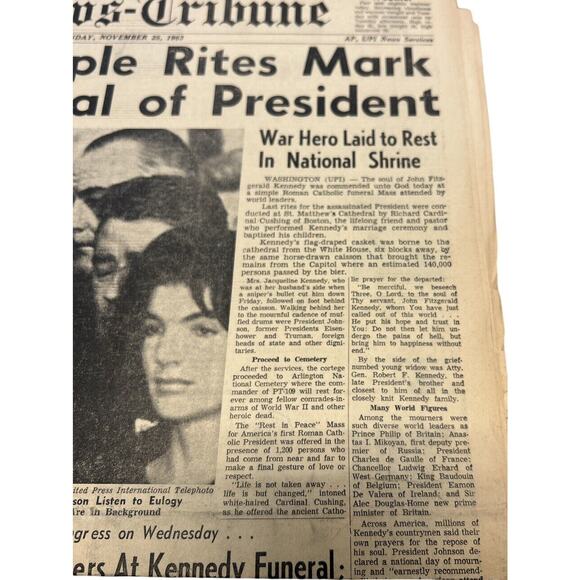 ws-Tribune
DAY, NOVEMBER 25, 1963
AP, UPI News Services
ple Rites Mark
al of President
War Hero Laid to Rest
In National Shrine
WASHINGTON (UPI) — The soul of John Fitz-
gerald Kennedy was commended unto God today at
a simple Roman Catholic funeral Mass attended by
world leaders.
Last rites for the assassinated President were con-
ducted at St. Matthew's Cathedral by Richard Cardi-
nal Cushing of Boston, the lifelong friend and pastor
who performed Kennedy's marriage ceremony and
baptized his children.
Kennedy's flag-draped casket was borne to the
cathedral from the White House, six blocks away, by
the same horse-drawn caisson that brought the re-
mains from the Capitol where an estimated 140,000
persons passed by the bier.
Mrs. Jaqueline Kennedy, who
was at her husband's side when
a sniper's bullet cut him down
Friday, followed on foot behind
the caisson. Walking behind her
to the mournful cadence of muf-
fled drums were President John-
son, former Presidents Eisen-
hower and Truman, foreign
heads of state and other digni-
taries.
Proceed to Cemetery
After the services, the cortege
proceeded to Arlington Na-
tional Cemetery where the com-
mander of PT-109 will rest for-
ever among fellow comrades-in-
arms of World War II and other
heroic dead.
The "Rest in Peace" Mass
for America's first Roman Cath-
olic President was offered in the
presence of 1,200 persons who
had come from near and far to
make a final gesture of love or
respect.
"Life is not taken away . . .
life is but changed," intoned
white-haired Cardinal Cushing,
as he offered the ancient Catho-
lic prayer for the departed:
"Be merciful, we beseech
Three, O Lord, to the soul of
Thy servant, John Fitzgerald
Kennedy, whom You have just
called out of this world . . .
He put his hope and trust in
You: Do not then let him un-
dergo the pains of hell, but
bring him to happiness without
end."
By the side of the grief-
numbed young widow was Atty.
Gen. Robert F. Kennedy, the
late President's brother and
closest to him of all in the
closely knit Kennedy family.
Many World Figures
Among the mourners were
such diverse world leaders as
Prince Philip of Britain; Anas-
tas I. Mikoyan, first deputy pre-
mier of Russia; President
Charles de Gaulle of France;
Chancellor Ludwig Erhard of
West Germany; King Baudouin
of Belgium; President Eamon
De Valera of Ireland; and Sir
Alec Douglas-Home new prime
minister of Britain.
Across America, millions of
Kennedy's countrymen said their
own prayers for the repose of
his soul. President Johnson de-
clared a national day of mourn-
ing and "earnestly recommend-
ited Press International Telephoto
son Listen to Eulogy
ire in Background
gress on Wednesday . . .
ers At Kennedy Funeral;